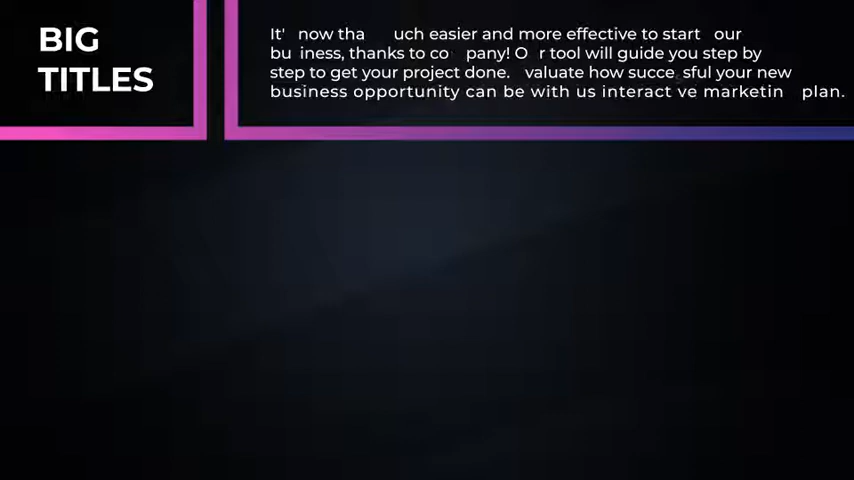 BIG
TITLES
It' now tha uch easier and more effective to start our
bu iness, thanks to co pany! O r tool will guide you step by
step to get your project done. valuate how succe sful your new
business opportunity can be with us interact ve marketin plan.